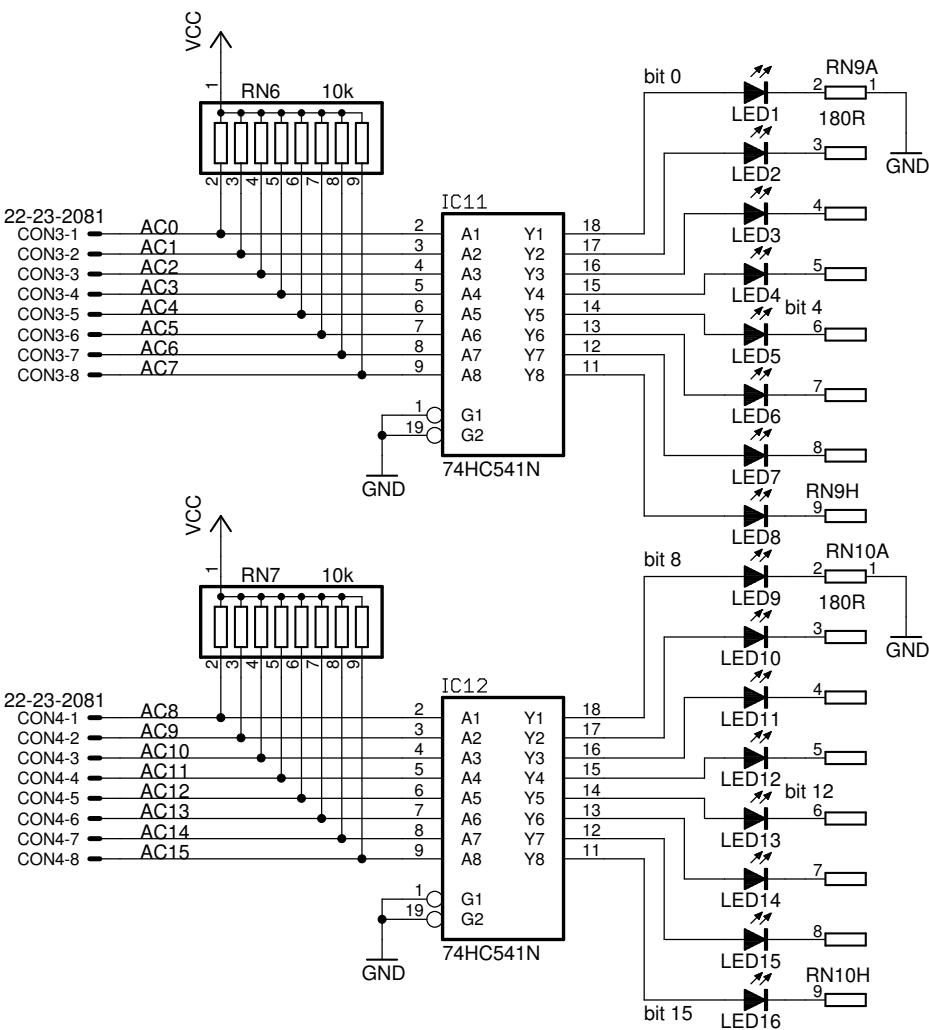 VCC
1
RN6 10k
2 3 4 5 6 7 8 9
22-23-2081
CON3-1 AC0
CON3-2 AC1
CON3-3 AC2
CON3-4 AC3
CON3-5 AC4
CON3-6 AC5
CON3-7 AC6
CON3-8 AC7
IC11
2 A1 Y1 18
3 A2 Y2 17
4 A3 Y3 16
5 A4 Y4 15
6 A5 Y5 14
7 A6 Y6 13
8 A7 Y7 12
9 A8 Y8 11
1 G1
19 G2
74HC541N
GND
bit 0
LED1
RN9A
2 1
180R
GND
LED2 3
LED3 4
LED4 5
bit 4
LED5 6
LED6 7
LED7 8
RN9H
LED8 9
VCC
1
RN7 10k
2 3 4 5 6 7 8 9
22-23-2081
CON4-1 AC8
CON4-2 AC9
CON4-3 AC10
CON4-4 AC11
CON4-5 AC12
CON4-6 AC13
CON4-7 AC14
CON4-8 AC15
IC12
2 A1 Y1 18
3 A2 Y2 17
4 A3 Y3 16
5 A4 Y4 15
6 A5 Y5 14
7 A6 Y6 13
8 A7 Y7 12
9 A8 Y8 11
1 G1
19 G2
74HC541N
GND
bit 8
LED9
RN10A
2 1
180R
GND
LED10 3
LED11 4
LED12 5
bit 12
LED13 6
LED14 7
LED15 8
RN10H
bit 15
LED16 9